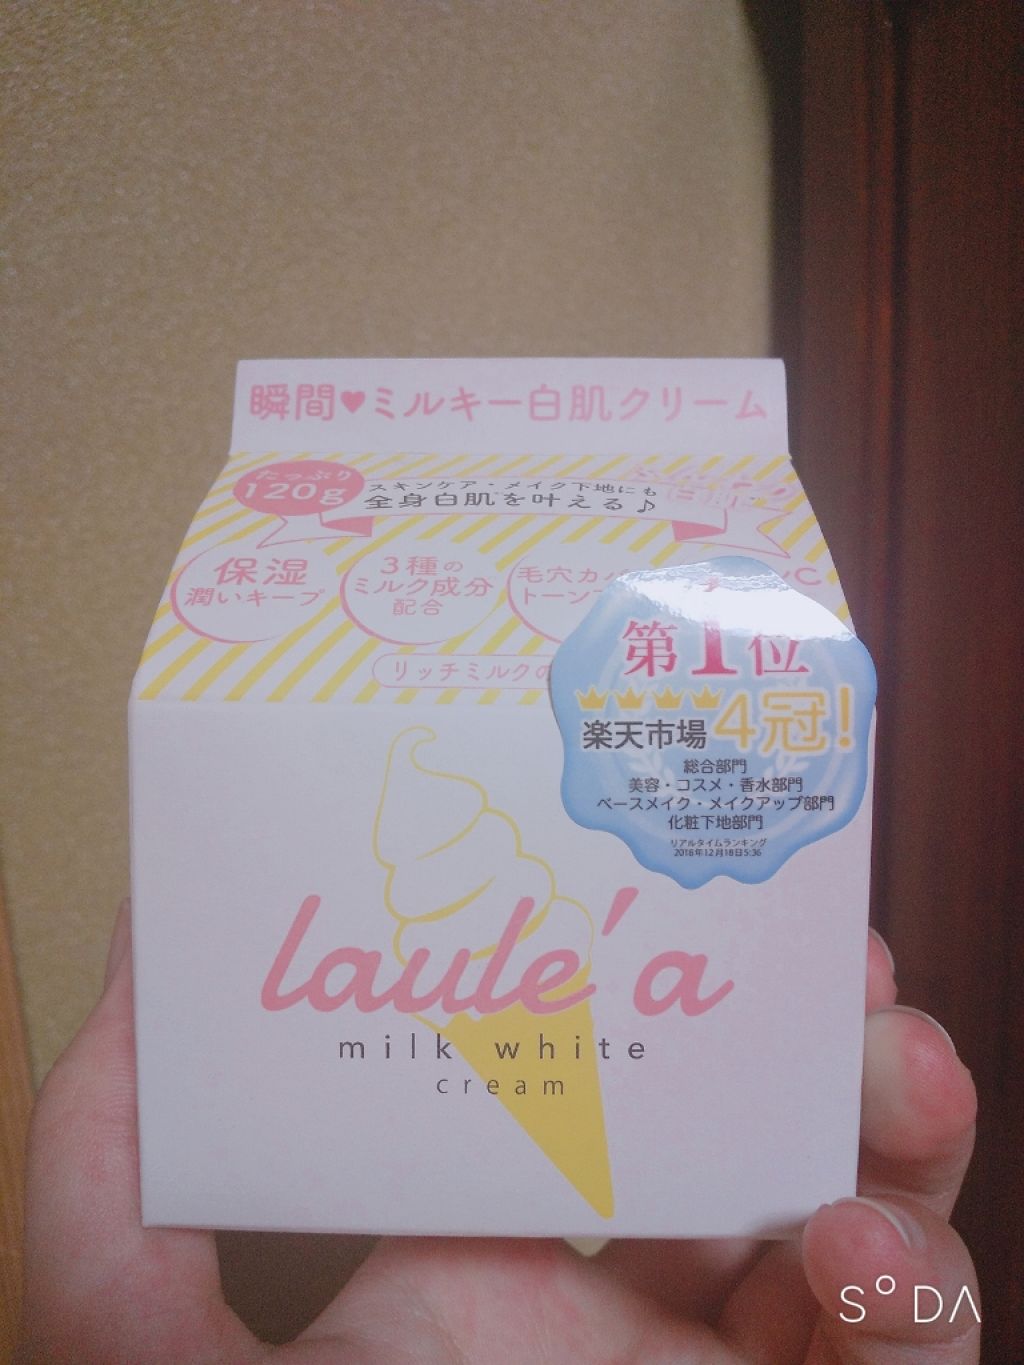 瞬間♥ミルキー白肌クリーム
たっぷり
120g
スキンケア・メイク下地にも
全身白肌を叶える♪
保湿
潤いキープ
3種の
ミルク成分
配合
毛穴カバ
トーン
C
リッチミルクの
第1位
楽天市場4冠!
総合部門
美容・コスメ・香水部門
ベースメイク・メイクアップ部門
化粧下地部門
リアルタイムランキング
2016年12月18日5:36
laule'a
milk white
cream
S°DA